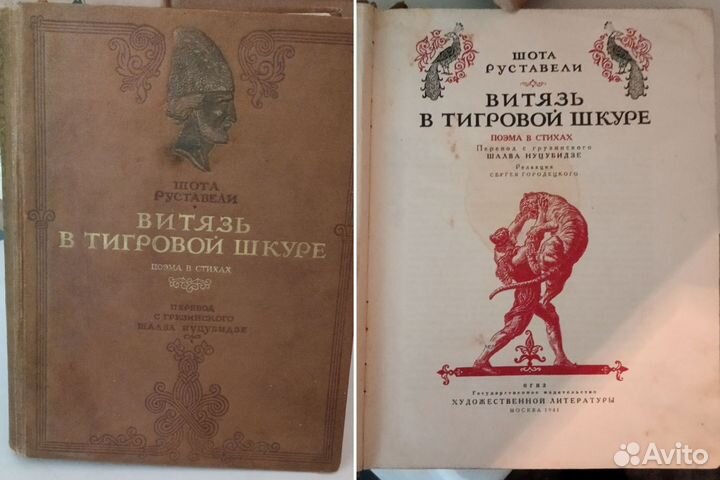 ШОТА
РУСТАВЕЛИ
ВИТЯЗЬ
В ТИГРОВОЙ ШКУРЕ
ПОЭМА В СТИХАХ
ПЕРЕВОД
С ГРУЗИНСКОГО
ШАЛВА НУЦУБИДЗЕ
ШОТА
РУСТАВЕЛИ
ВИТЯЗЬ
В ТИГРОВОЙ ШКУРЕ
ПОЭМА В СТИХАХ
Перевод с грузинского
ШАЛВА НУЦУБИДЗЕ
Редакция
СЕРГЕЯ ГОРОДЕЦКОГО
ОГИЗ
Государственное издательство
ХУДОЖЕСТВЕННОЙ ЛИТЕРАТУРЫ
МОСКВА 1941
Avito